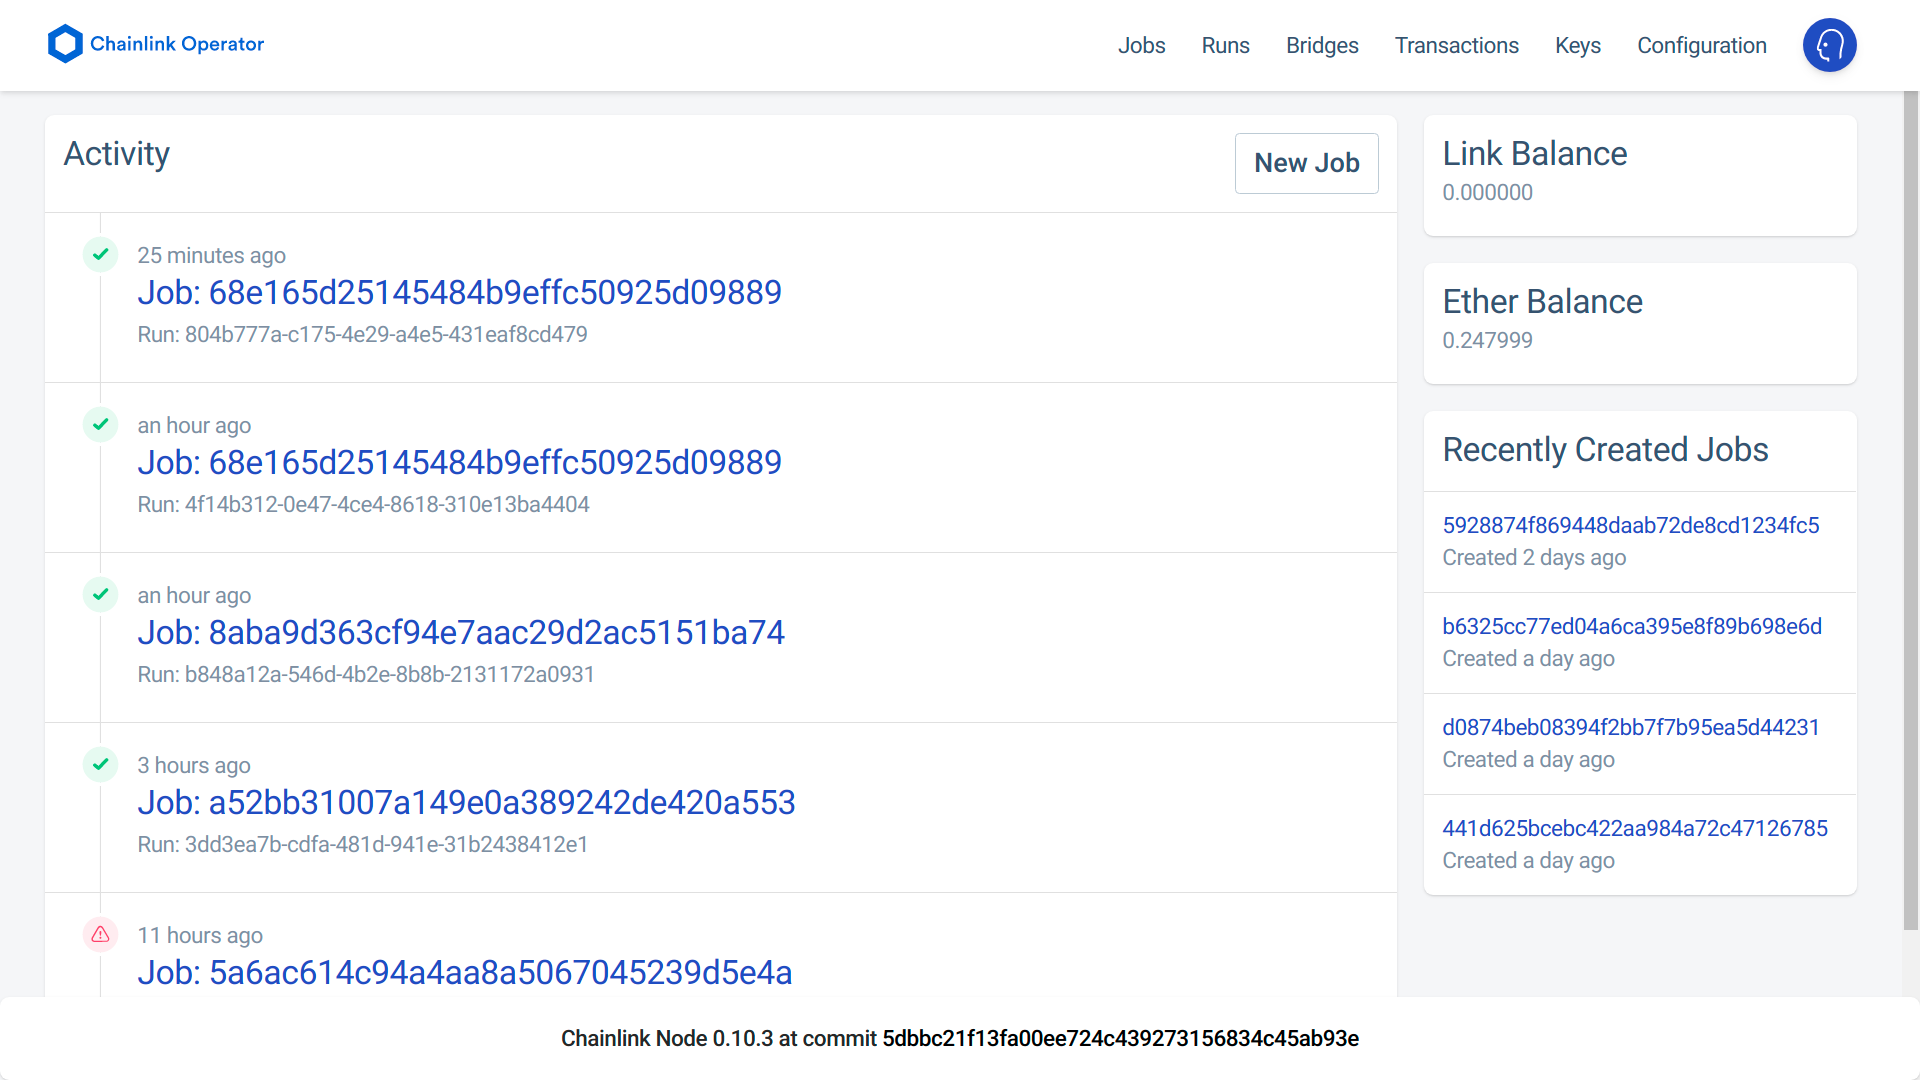 Chainlink Operator
Jobs Runs Bridges Transactions Keys Configuration
Activity
New Job
25 minutes ago
Job: 68e165d25145484b9effc50925d09889
Run: 804b777a-c175-4e29-a4e5-431eaf8cd479
an hour ago
Job: 68e165d25145484b9effc50925d09889
Run: 4f14b312-0e47-4ce4-8618-310e13ba4404
an hour ago
Job: 8aba9d363cf94e7aac29d2ac5151ba74
Run: b848a12a-546d-4b2e-8b8b-2131172a0931
3 hours ago
Job: a52bb31007a149e0a389242de420a553
Run: 3dd3ea7b-cdfa-481d-941e-31b2438412e1
11 hours ago
Job: 5a6ac614c94a4aa8a5067045239d5e4a
Link Balance
0.000000
Ether Balance
0.247999
Recently Created Jobs
5928874f869448daab72de8cd1234fc5
Created 2 days ago
b6325cc77ed04a6ca395e8f89b698e6d
Created a day ago
d0874beb08394f2bb7f7b95ea5d44231
Created a day ago
441d625bcebc422aa984a72c47126785
Created a day ago
Chainlink Node 0.10.3 at commit 5dbbc21f13fa00ee724c439273156834c45ab93e